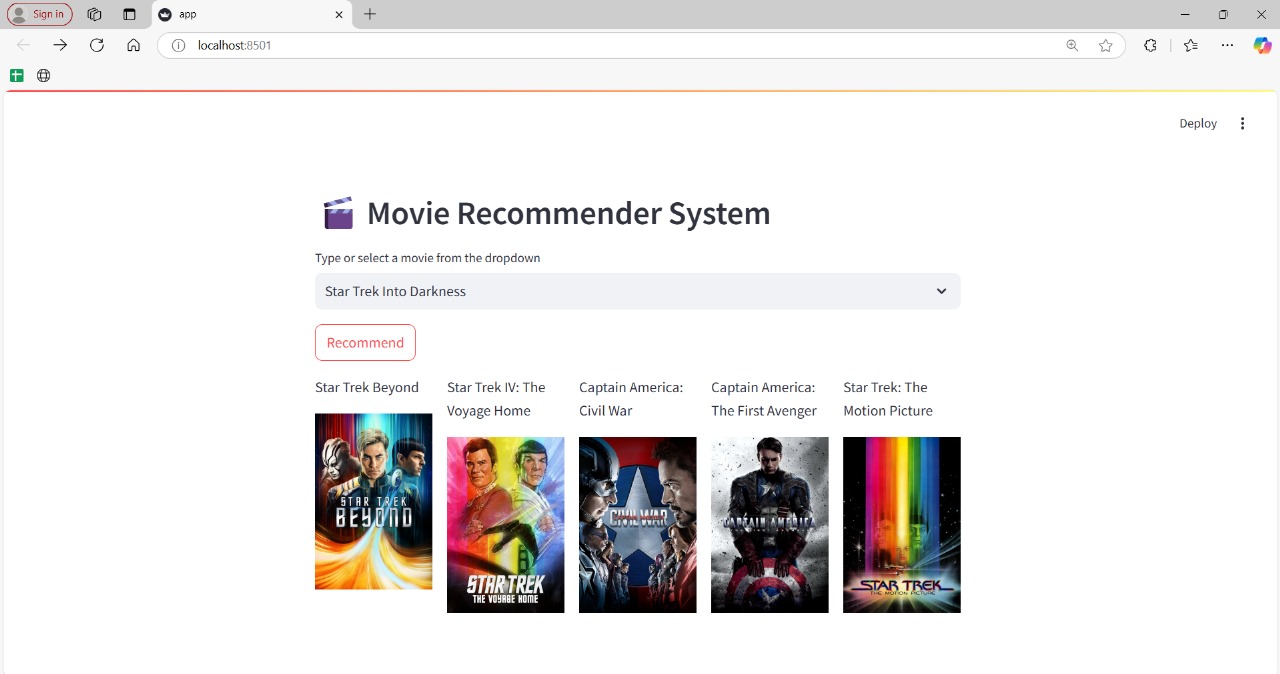 Sign in
app
localhost:8501
Deploy
Movie Recommender System
Type or select a movie from the dropdown
Star Trek Into Darkness
Recommend
Star Trek Beyond
Star Trek IV: The
Voyage Home
Captain America:
Civil War
Captain America:
The First Avenger
Star Trek: The
Motion Picture
STAR TREK
BEYOND
STAR TREK
THE VOYAGE HOME
CIVIL WAR
CAPTAIN AMERICA
STAR TREK
THE MOTION PICTURE